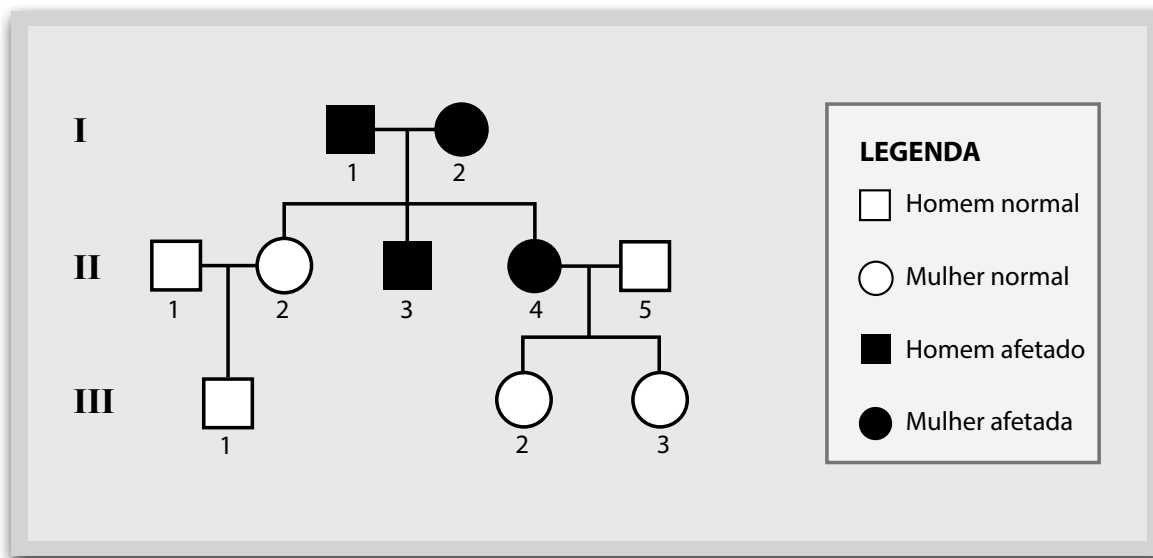 I
1 2
II
1 2 3 4 5
III
1 2 3
LEGENDA
Homem normal
Mulher normal
Homem afetado
Mulher afetada